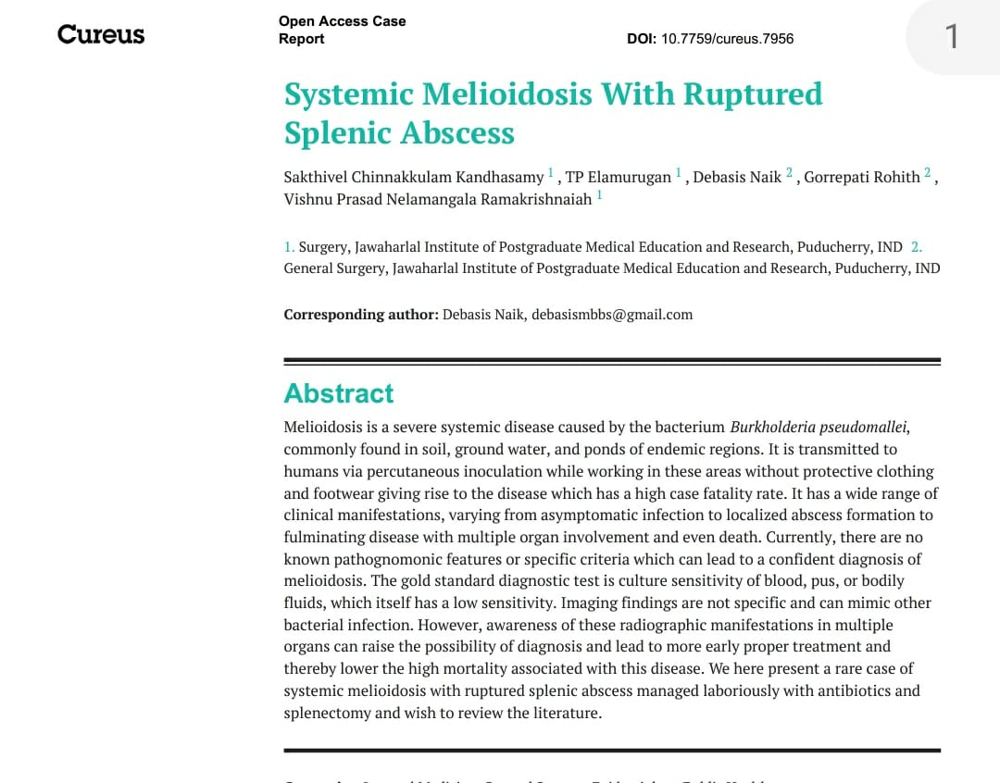 Cureus
Open Access Case
Report
DOI: 10.7759/cureus.7956
1
Systemic Melioidosis With Ruptured
Splenic Abscess
Sakthivel Chinnakkulam Kandhasamy 1 , TP Elamurugan 1 , Debasis Naik 2 , Gorrepati Rohith 2 ,
Vishnu Prasad Nelamangala Ramakrishnaiah 1
1. Surgery, Jawaharlal Institute of Postgraduate Medical Education and Research, Puducherry, IND 2.
General Surgery, Jawaharlal Institute of Postgraduate Medical Education and Research, Puducherry, IND
Corresponding author: Debasis Naik, debasismbbs@gmail.com
Abstract
Melioidosis is a severe systemic disease caused by the bacterium Burkholderia pseudomallei,
commonly found in soil, ground water, and ponds of endemic regions. It is transmitted to
humans via percutaneous inoculation while working in these areas without protective clothing
and footwear giving rise to the disease which has a high case fatality rate. It has a wide range of
clinical manifestations, varying from asymptomatic infection to localized abscess formation to
fulminating disease with multiple organ involvement and even death. Currently, there are no
known pathognomonic features or specific criteria which can lead to a confident diagnosis of
melioidosis. The gold standard diagnostic test is culture sensitivity of blood, pus, or bodily
fluids, which itself has a low sensitivity. Imaging findings are not specific and can mimic other
bacterial infection. However, awareness of these radiographic manifestations in multiple
organs can raise the possibility of diagnosis and lead to more early proper treatment and
thereby lower the high mortality associated with this disease. We here present a rare case of
systemic melioidosis with ruptured splenic abscess managed laboriously with antibiotics and
splenectomy and wish to review the literature.